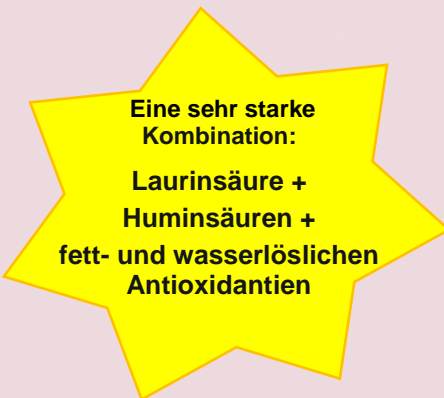 Eine sehr starke
Kombination:
Laurinsäure +
Huminsäuren +
fett- und wasserlöslichen
Antioxidantien